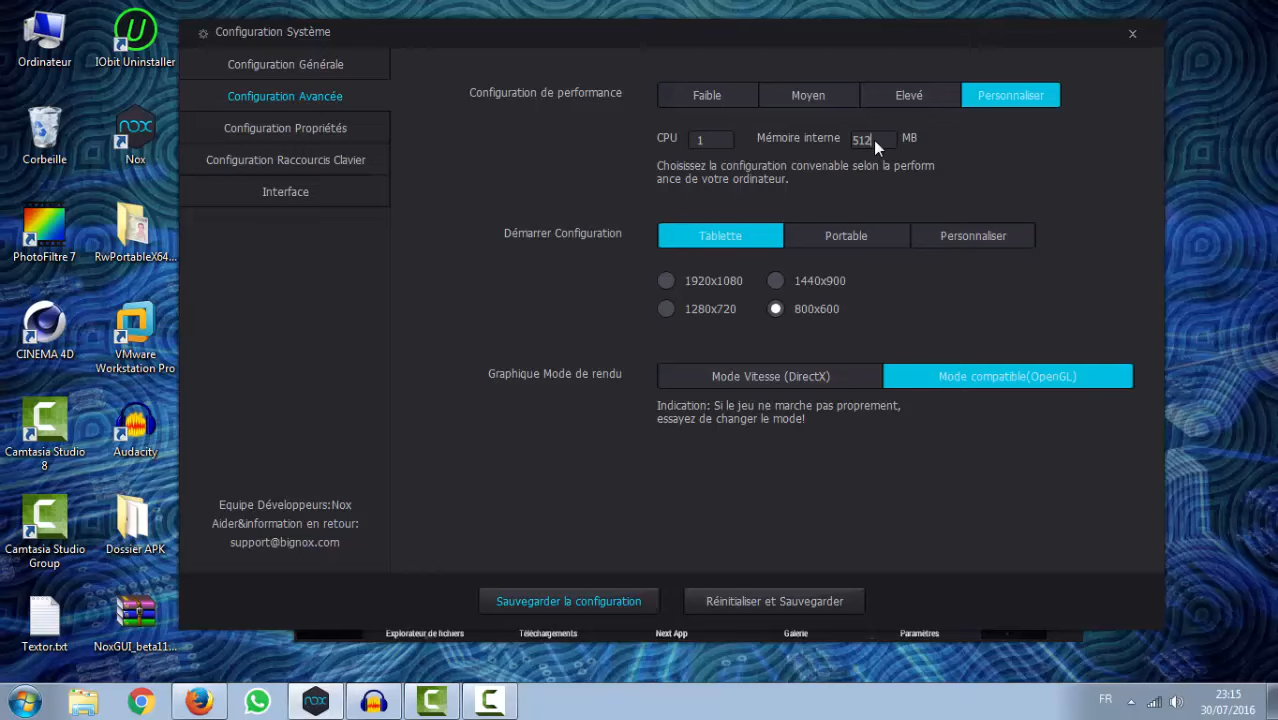 Configuration Système
x
Configuration Générale
Configuration Avancée
Configuration Propriétés
Configuration Raccourcis Clavier
Interface
Equipe Développeurs:Nox
Aider&information en retour:
support@bignox.com
Configuration de performance
Faible
Moyen
Elevé
Personnaliser
CPU 1 Mémoire interne 512 MB
Choisissez la configuration convenable selon la perform
ance de votre ordinateur.
Démarrer Configuration
Tablette
Portable
Personnaliser
1920x1080
1440x900
1280x720
800x600
Graphique Mode de rendu
Mode Vitesse (DirectX)
Mode compatible(OpenGL)
Indication: Si le jeu ne marche pas proprement,
essayez de changer le mode!
Sauvegarder la configuration
Réinitialiser et Sauvegarder
Explorateur de fichiers
Téléchargements
Next App
Galerie
Paramètres
Ordinateur
IObit Uninstaller
Corbeille
nox
Nox
PhotoFiltre 7
RwPortableX64...
CINEMA 4D
VMware
Workstation Pro
Camtasia Studio
8
Audacity
Camtasia Studio
Group
Dossier APK
Textor.txt
NoxGUI_beta11...
nox
FR
23:15
30/07/2016